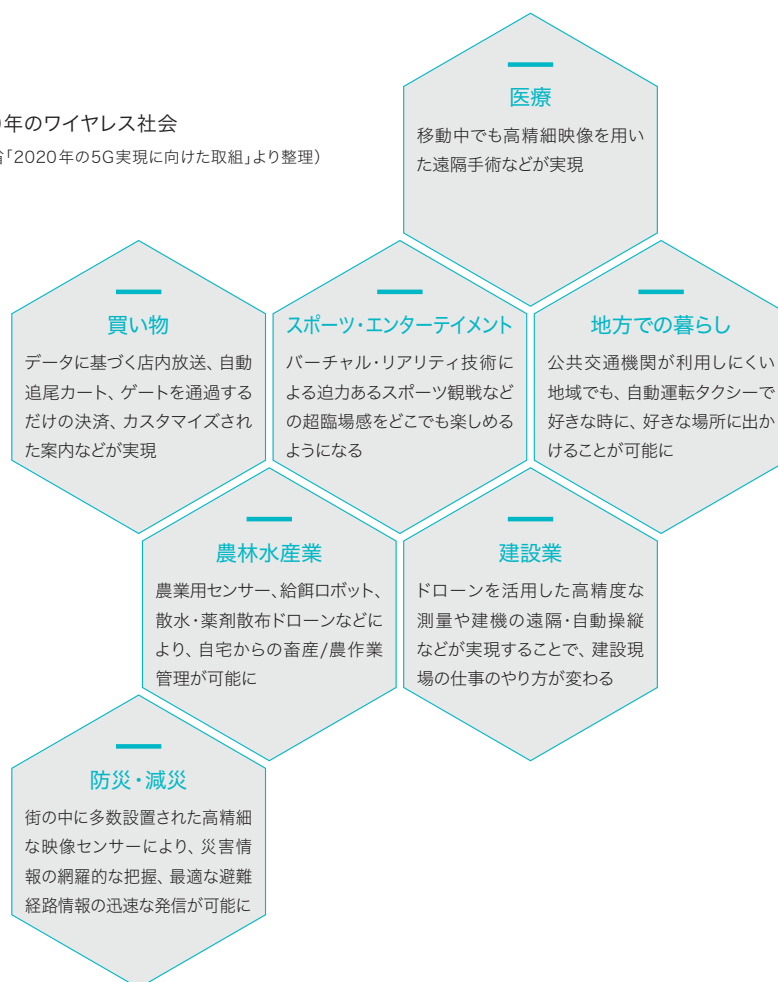 年のワイヤレス社会
「2020年の5G実現に向けた取組」より整理）
医療
移動中でも高精細映像を用い
た遠隔手術などが実現
買い物
データに基づく店内放送、自動
追尾カート、ゲートを通過する
だけの決済、カスタマイズされ
た案内などが実現
スポーツ・エンターテイメント
バーチャル・リアリティ技術に
よる迫力あるスポーツ観戦など
の超臨場感をどこでも楽しめる
ようになる
地方での暮らし
公共交通機関が利用しにくい
地域でも、自動運転タクシーで
好きな時に、好きな場所に出か
けることが可能に
農林水産業
農業用センサー、給餌ロボット、
散水・薬剤散布ドローンなどに
より、自宅からの畜産/農作業
管理が可能に
建設業
ドローンを活用した高精度な
測量や建機の遠隔・自動操縦
などが実現することで、建設現
場の仕事のやり方が変わる
防災・減災
街の中に多数設置された高精細
な映像センサーにより、災害情
報の網羅的な把握、最適な避難
経路情報の迅速な発信が可能に